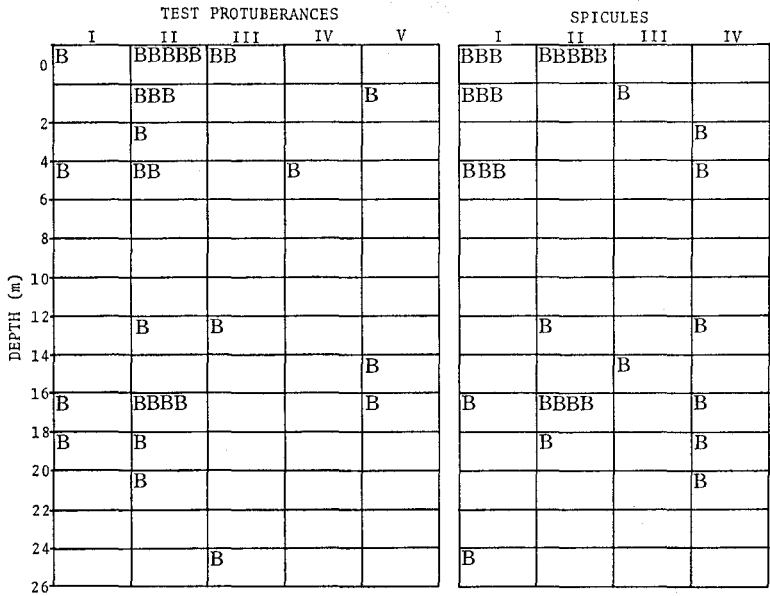 TEST PROTUBERANCES SPICULES
I II III IV V I II III IV
0 B BBBBB BB BBB BBBBB
BBB B BBB B
2 B B
4 B BB B BBB B
6
8
10
12 B B B B
14 B B
16 B BBBB B B BBBB B
18 B B B B
20 B B
22
24 B B
26
DEPTH (m)